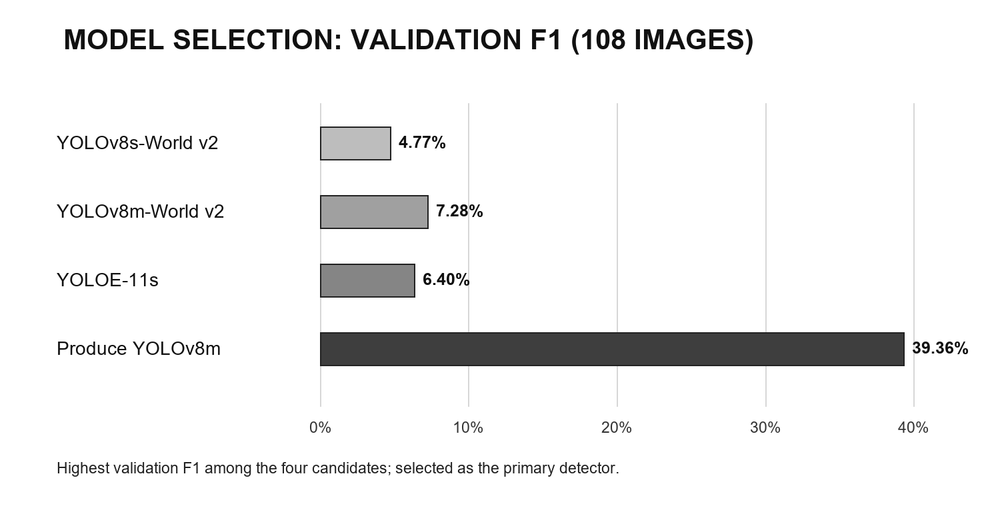 MODEL SELECTION: VALIDATION F1 (108 IMAGES)
YOLOv8s-World v2 4.77%
YOLOv8m-World v2 7.28%
YOLOE-11s 6.40%
Produce YOLOv8m 39.36%
0% 10% 20% 30% 40%
Highest validation F1 among the four candidates; selected as the primary detector.